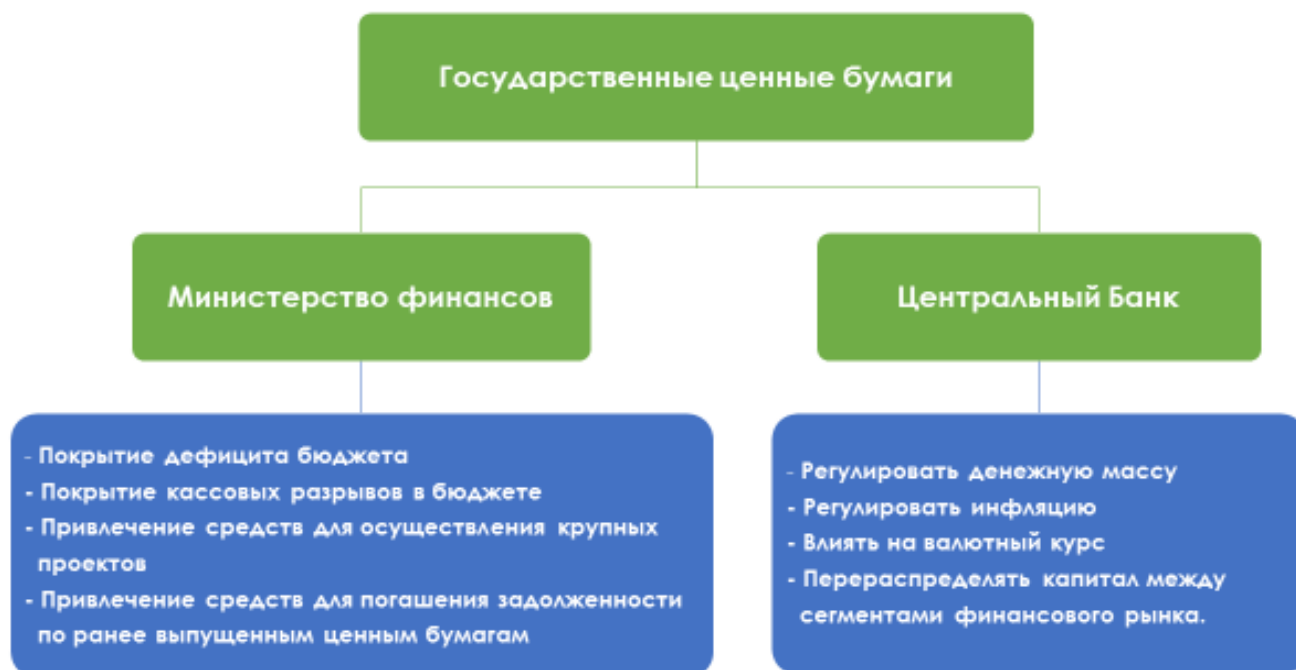 Государственные ценные бумаги
Министерство финансов
Центральный Банк
- Покрытие дефицита бюджета
- Покрытие кассовых разрывов в бюджете
- Привлечение средств для осуществления крупных
проектов
- Привлечение средств для погашения задолженности
по ранее выпущенным ценным бумагам
- Регулировать денежную массу
- Регулировать инфляцию
- Влиять на валютный курс
- Перераспределять капитал между
сегментами финансового рынка.